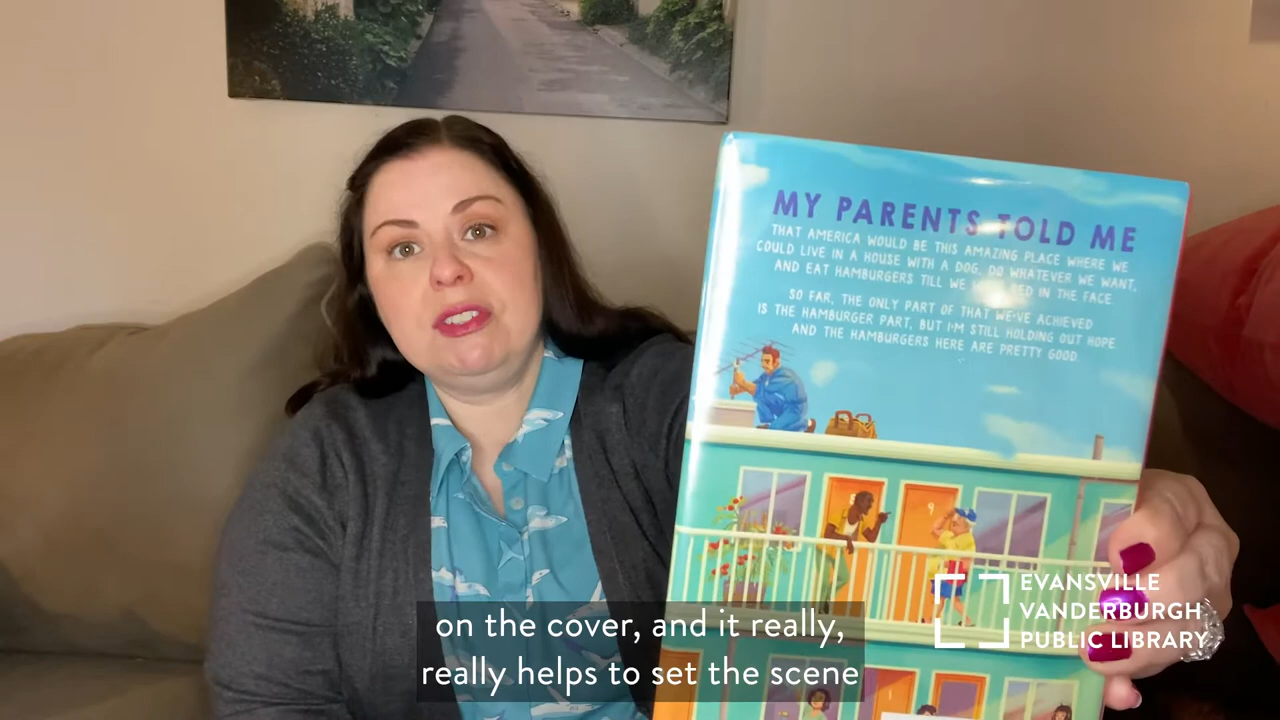 MY PARENTS TOLD ME
THAT AMERICA WOULD BE THIS AMAZING PLACE WHERE WE
COULD LIVE IN A HOUSE WITH A DOG, DO WHATEVER WE WANT,
AND EAT HAMBURGERS TILL WE RED IN THE FACE.
SO FAR, THE ONLY PART OF THAT WE'VE ACHIEVED
IS THE HAMBURGER PART, BUT I'M STILL HOLDING OUT HOPE.
AND THE HAMBURGERS HERE ARE PRETTY GOOD.
9
EVANSVILLE
VANDERBURGH
PUBLIC LIBRARY
on the cover, and it really,
really helps to set the scene